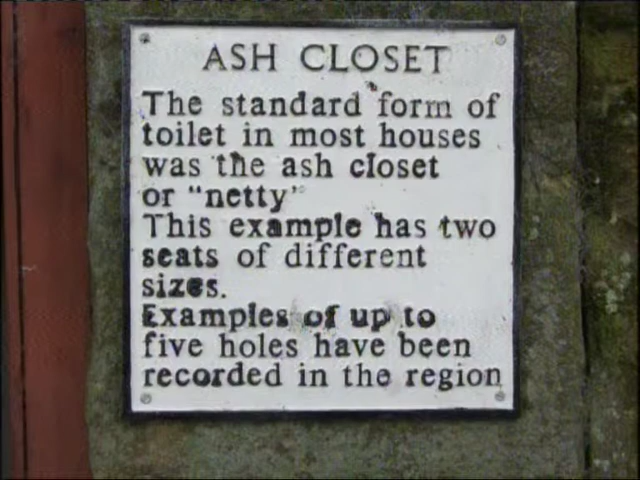 ASH CLOSET
The standard form of
toilet in most houses
was the ash closet
or "netty"
This example has two
seats of different
sizes.
Examples of up to
five holes have been
recorded in the region